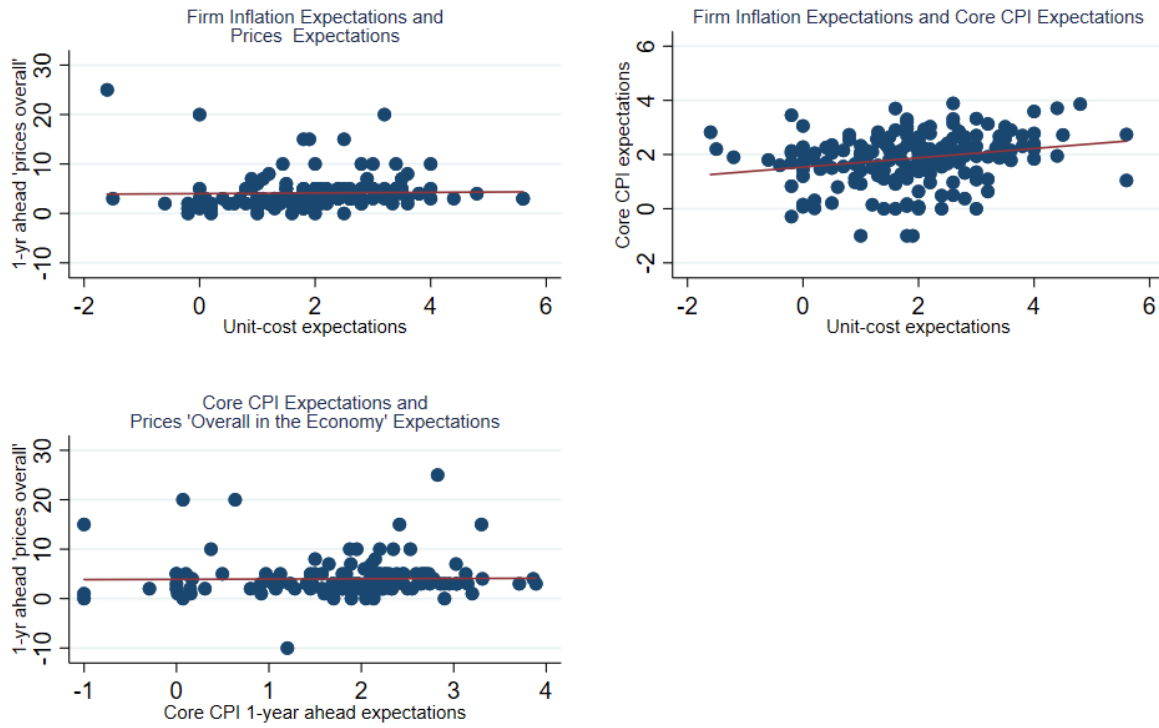 Firm Inflation Expectations and
Prices Expectations
1-yr ahead 'prices overall'
30
20
10
0
-10
-2
0
2
4
6
Unit-cost expectations
Firm Inflation Expectations and Core CPI Expectations
Core CPI expectations
6
4
2
0
-2
-2
0
2
4
6
Unit-cost expectations
Core CPI Expectations and
Prices 'Overall in the Economy' Expectations
1-yr ahead 'prices overall'
30
20
10
0
-10
-1
0
1
2
3
4
Core CPI 1-year ahead expectations